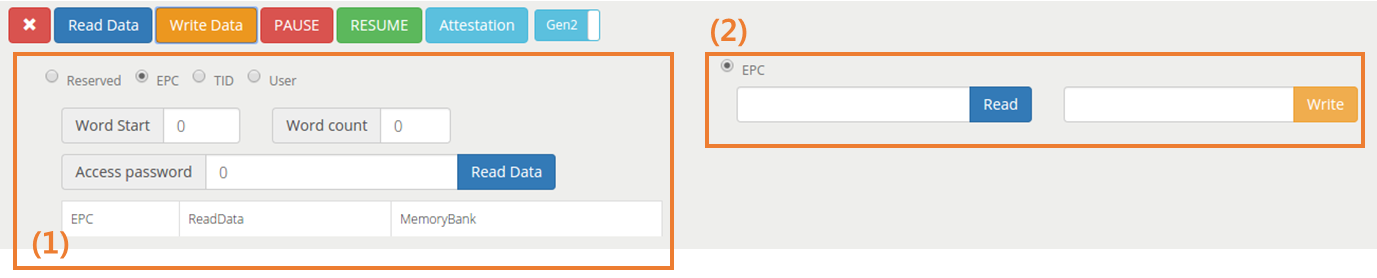 ✖ Read Data Write Data PAUSE RESUME Attestation Gen2
(2)
Reserved EPC TID User
EPC
Word Start 0 Word count 0
Read Write
Access password 0 Read Data
EPC ReadData MemoryBank
(1)